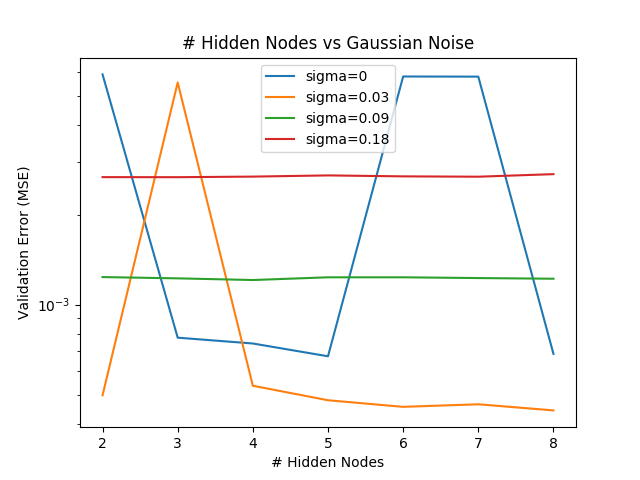 # Hidden Nodes vs Gaussian Noise
sigma=0
sigma=0.03
sigma=0.09
sigma=0.18
Validation Error (MSE)
10⁻³
2 3 4 5 6 7 8
# Hidden Nodes